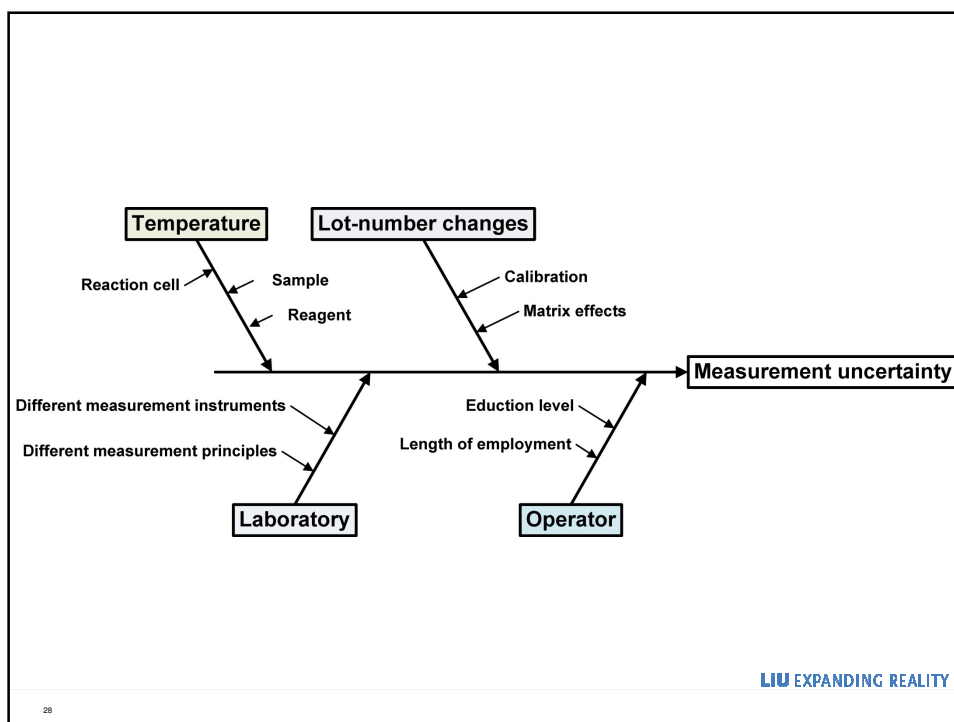 Temperature
Lot-number changes
Reaction cell
Sample
Reagent
Calibration
Matrix effects
Measurement uncertainty
Different measurement instruments
Different measurement principles
Eduction level
Length of employment
Laboratory
Operator
LIU EXPANDING REALITY
28